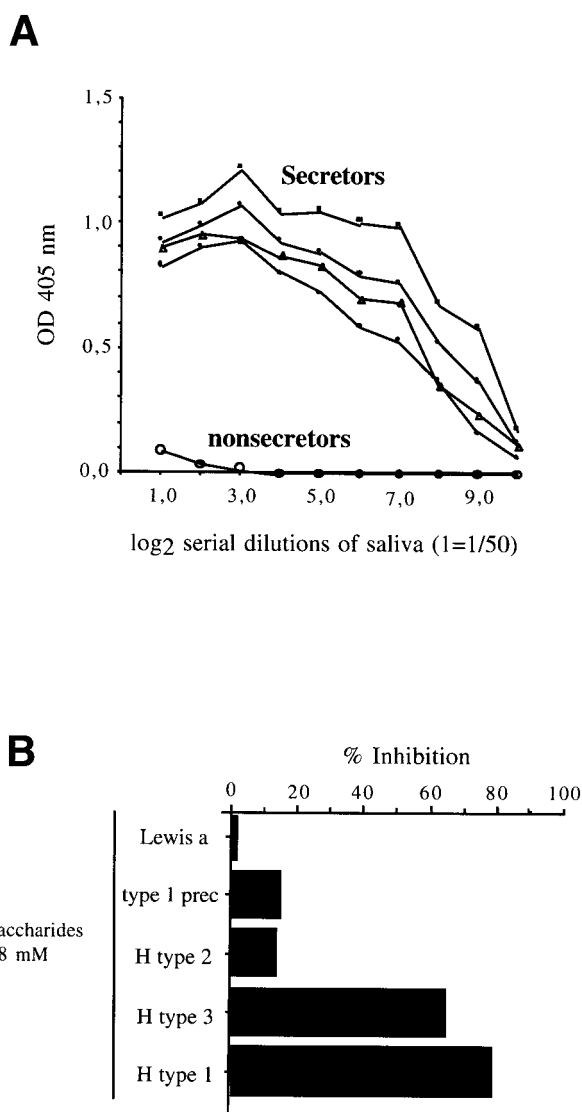 A
1,5
Secretors
1,0
OD 405 nm
0,5
nonsecretors
0,0
1,0 3,0 5,0 7,0 9,0
log2 serial dilutions of saliva (1=1/50)
B
% Inhibition
0 20 40 60 80 100
Lewis a
type 1 prec
accharides
8 mM
H type 2
H type 3
H type 1